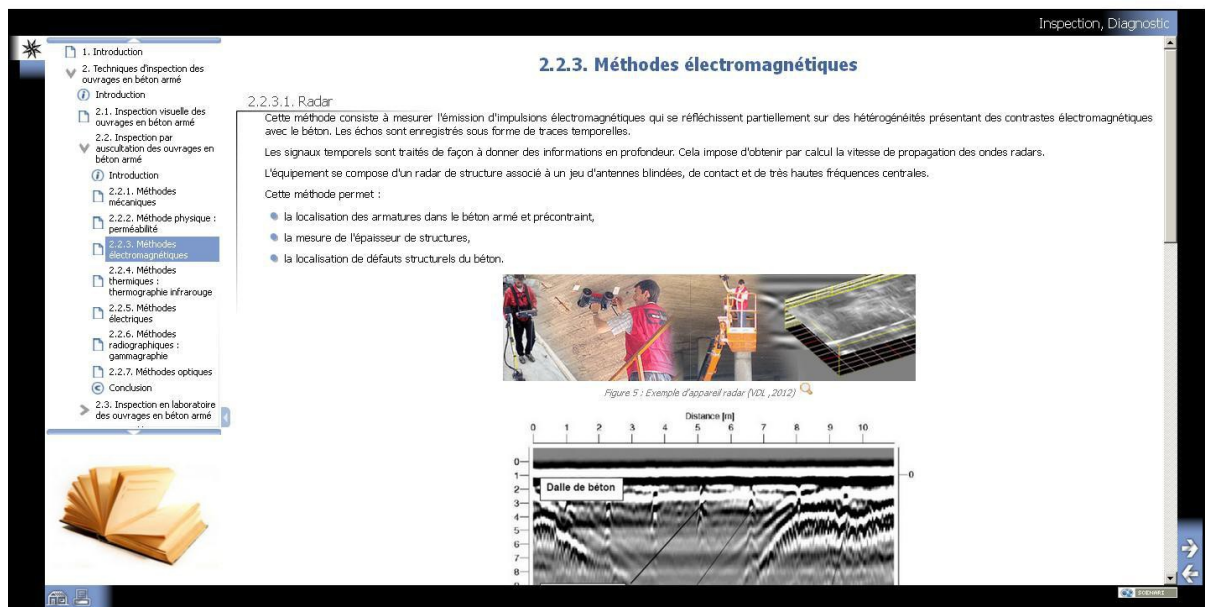 Inspection, Diagnostic
1. Introduction
2. Techniques d'inspection des
ouvrages en béton armé
Introduction
2.1. Inspection visuelle des
ouvrages en béton armé
2.2. Inspection par
auscultation des ouvrages en
béton armé
Introduction
2.2.1. Méthodes
mécaniques
2.2.2. Méthode physique :
perméabilité
2.2.3. Méthodes
électromagnétiques
2.2.4. Méthodes
thermiques :
thermographie infrarouge
2.2.5. Méthodes
électriques
2.2.6. Méthodes
radiographiques :
gammagraphie
2.2.7. Méthodes optiques
Conclusion
2.3. Inspection en laboratoire
des ouvrages en béton armé
2.2.3. Méthodes électromagnétiques
2.2.3.1. Radar
Cette méthode consiste à mesurer l'émission d'impulsions électromagnétiques qui se réfléchissent partiellement sur des hétérogénéités présentant des contrastes électromagnétiques
avec le béton. Les échos sont enregistrés sous forme de traces temporelles.
Les signaux temporels sont traités de façon à donner des informations en profondeur. Cela impose d'obtenir par calcul la vitesse de propagation des ondes radars.
L'équipement se compose d'un radar de structure associé à un jeu d'antennes blindées, de contact et de très hautes fréquences centrales.
Cette méthode permet :
la localisation des armatures dans le béton armé et précontraint,
la mesure de l'épaisseur de structures,
la localisation de défauts structurels du béton.
Figure 5 : Exemple d'appareil radar (VDL ,2012)
Distance [m]
0 1 2 3 4 5 6 7 8 9 10
0
1
2
3
4
5
6
7
8
0
Dalle de béton
SCENARI